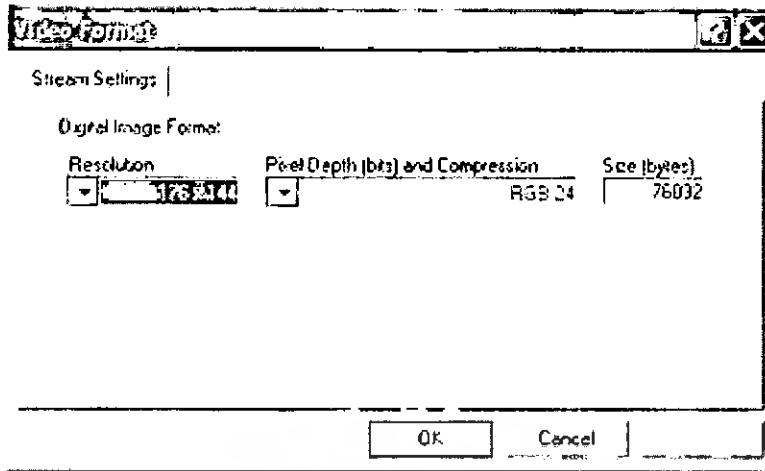 Video Format
Stream Settings
Digital Image Format
Resolution Pixel Depth (bits) and Compression Size (bytes)
176 x 144 RGB 24 76032
OK Cancel